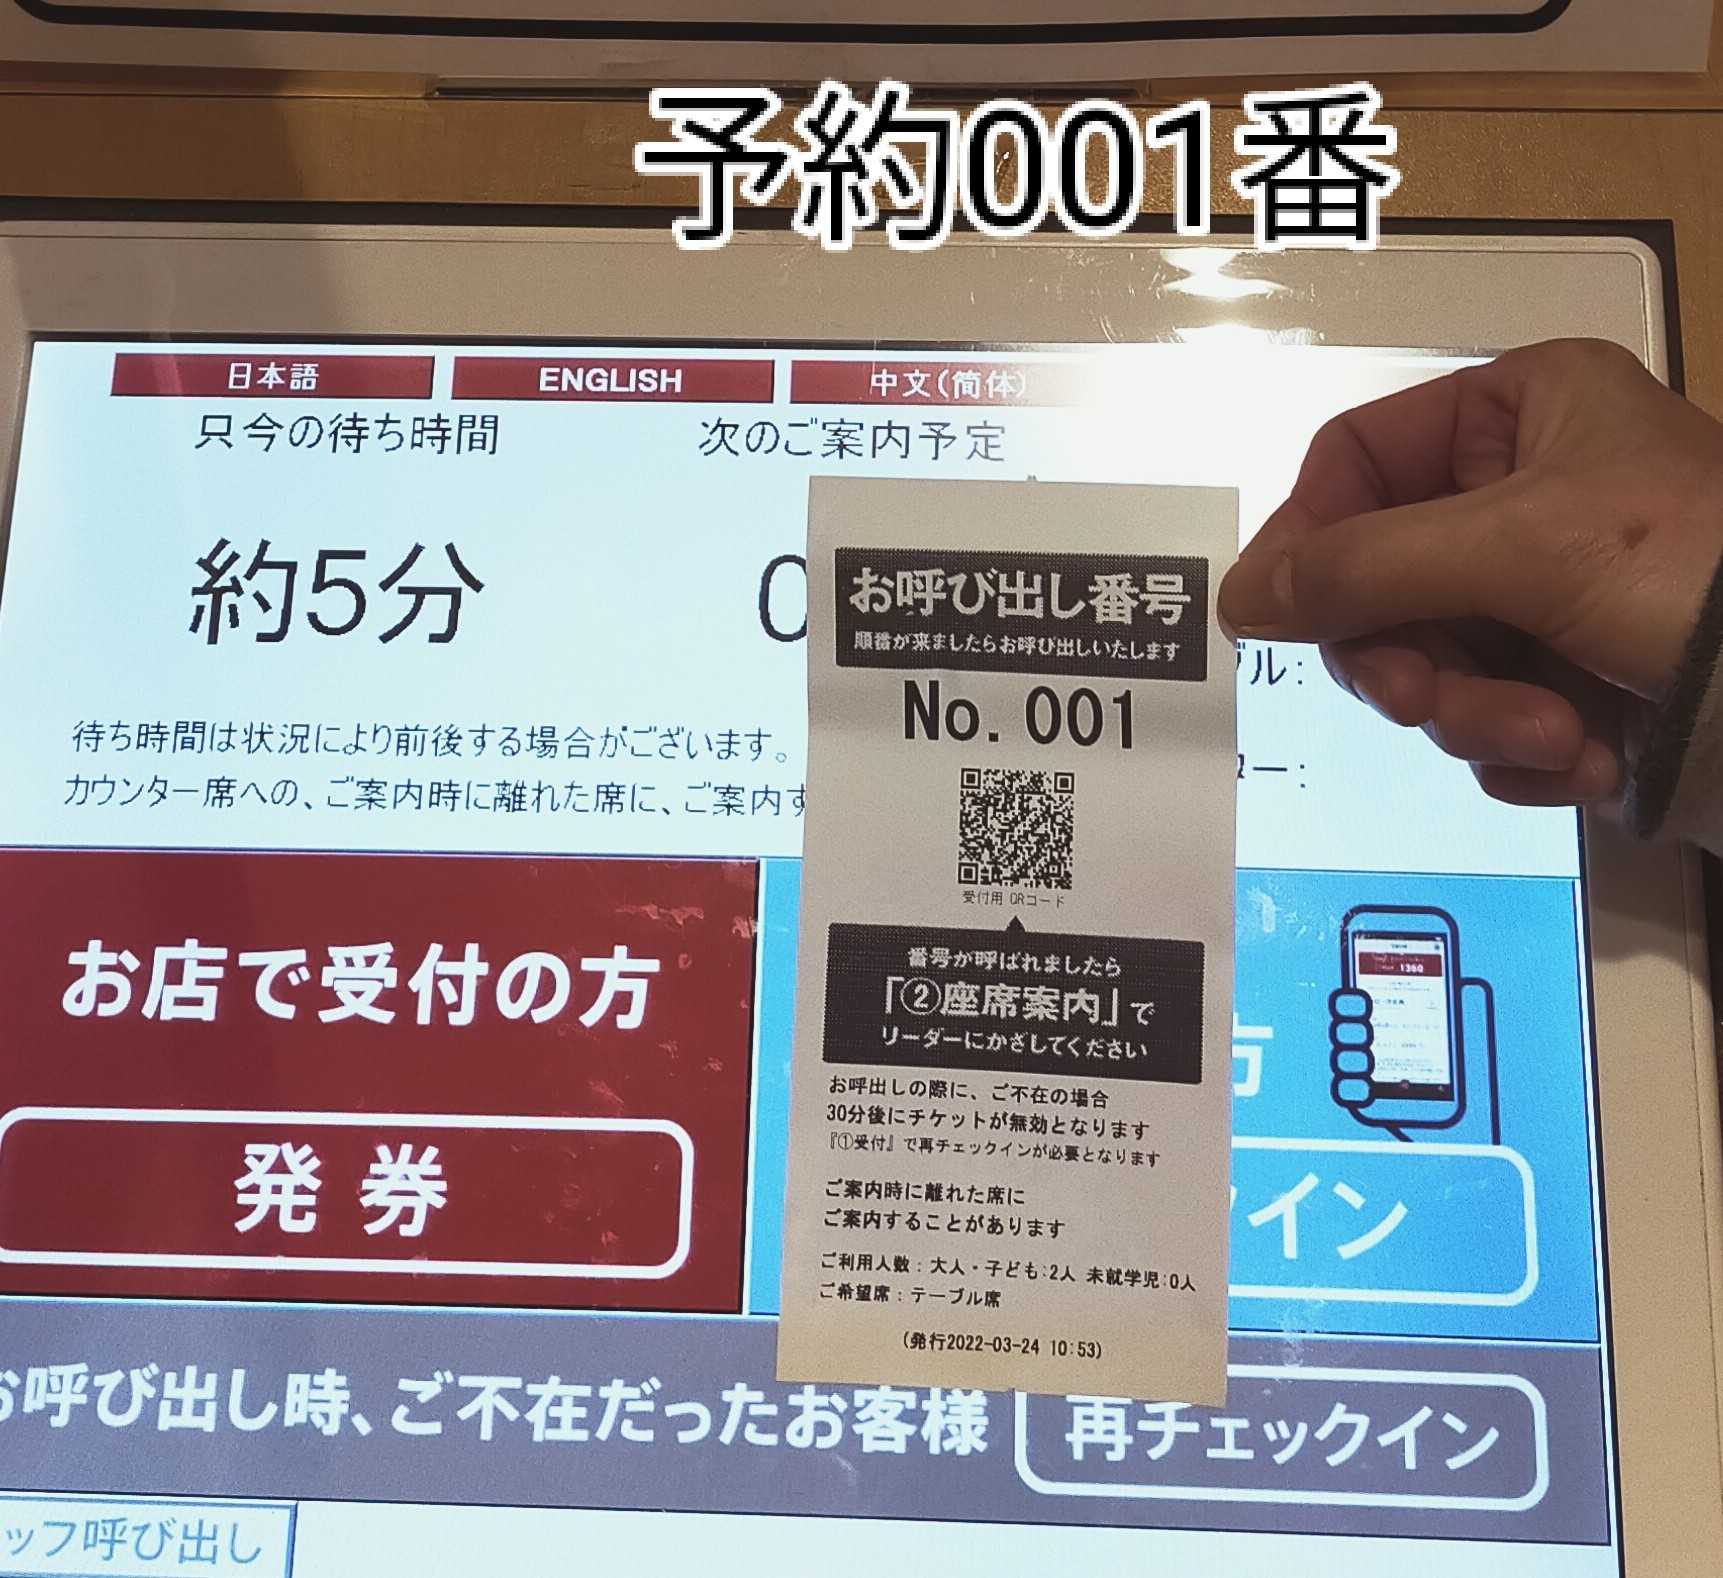 予約001番
日本語
ENGLISH
中文(简体)
只今の待ち時間
次のご案内予定
約5分
待ち時間は状況により前後する場合がございます。
カウンター席への、ご案内時に離れた席に、ご案内
お店で受付の方
発券
方
イン
お呼び出し時、ご不在だったお客様
再チェックイン
ッフ呼び出し
お呼び出し番号
順番が来ましたらお呼び出しいたします
No. 001
受付用 QRコード
番号が呼ばれましたら
「②座席案内」で
リーダーにかざしてください
お呼出しの際に、ご不在の場合
30分後にチケットが無効となります
『①受付』で再チェックインが必要となります
ご案内時に離れた席に
ご案内することがあります
ご利用人数：大人・子ども:2人 未就学児:0人
ご希望席：テーブル席
(発行2022-03-24 10:53)